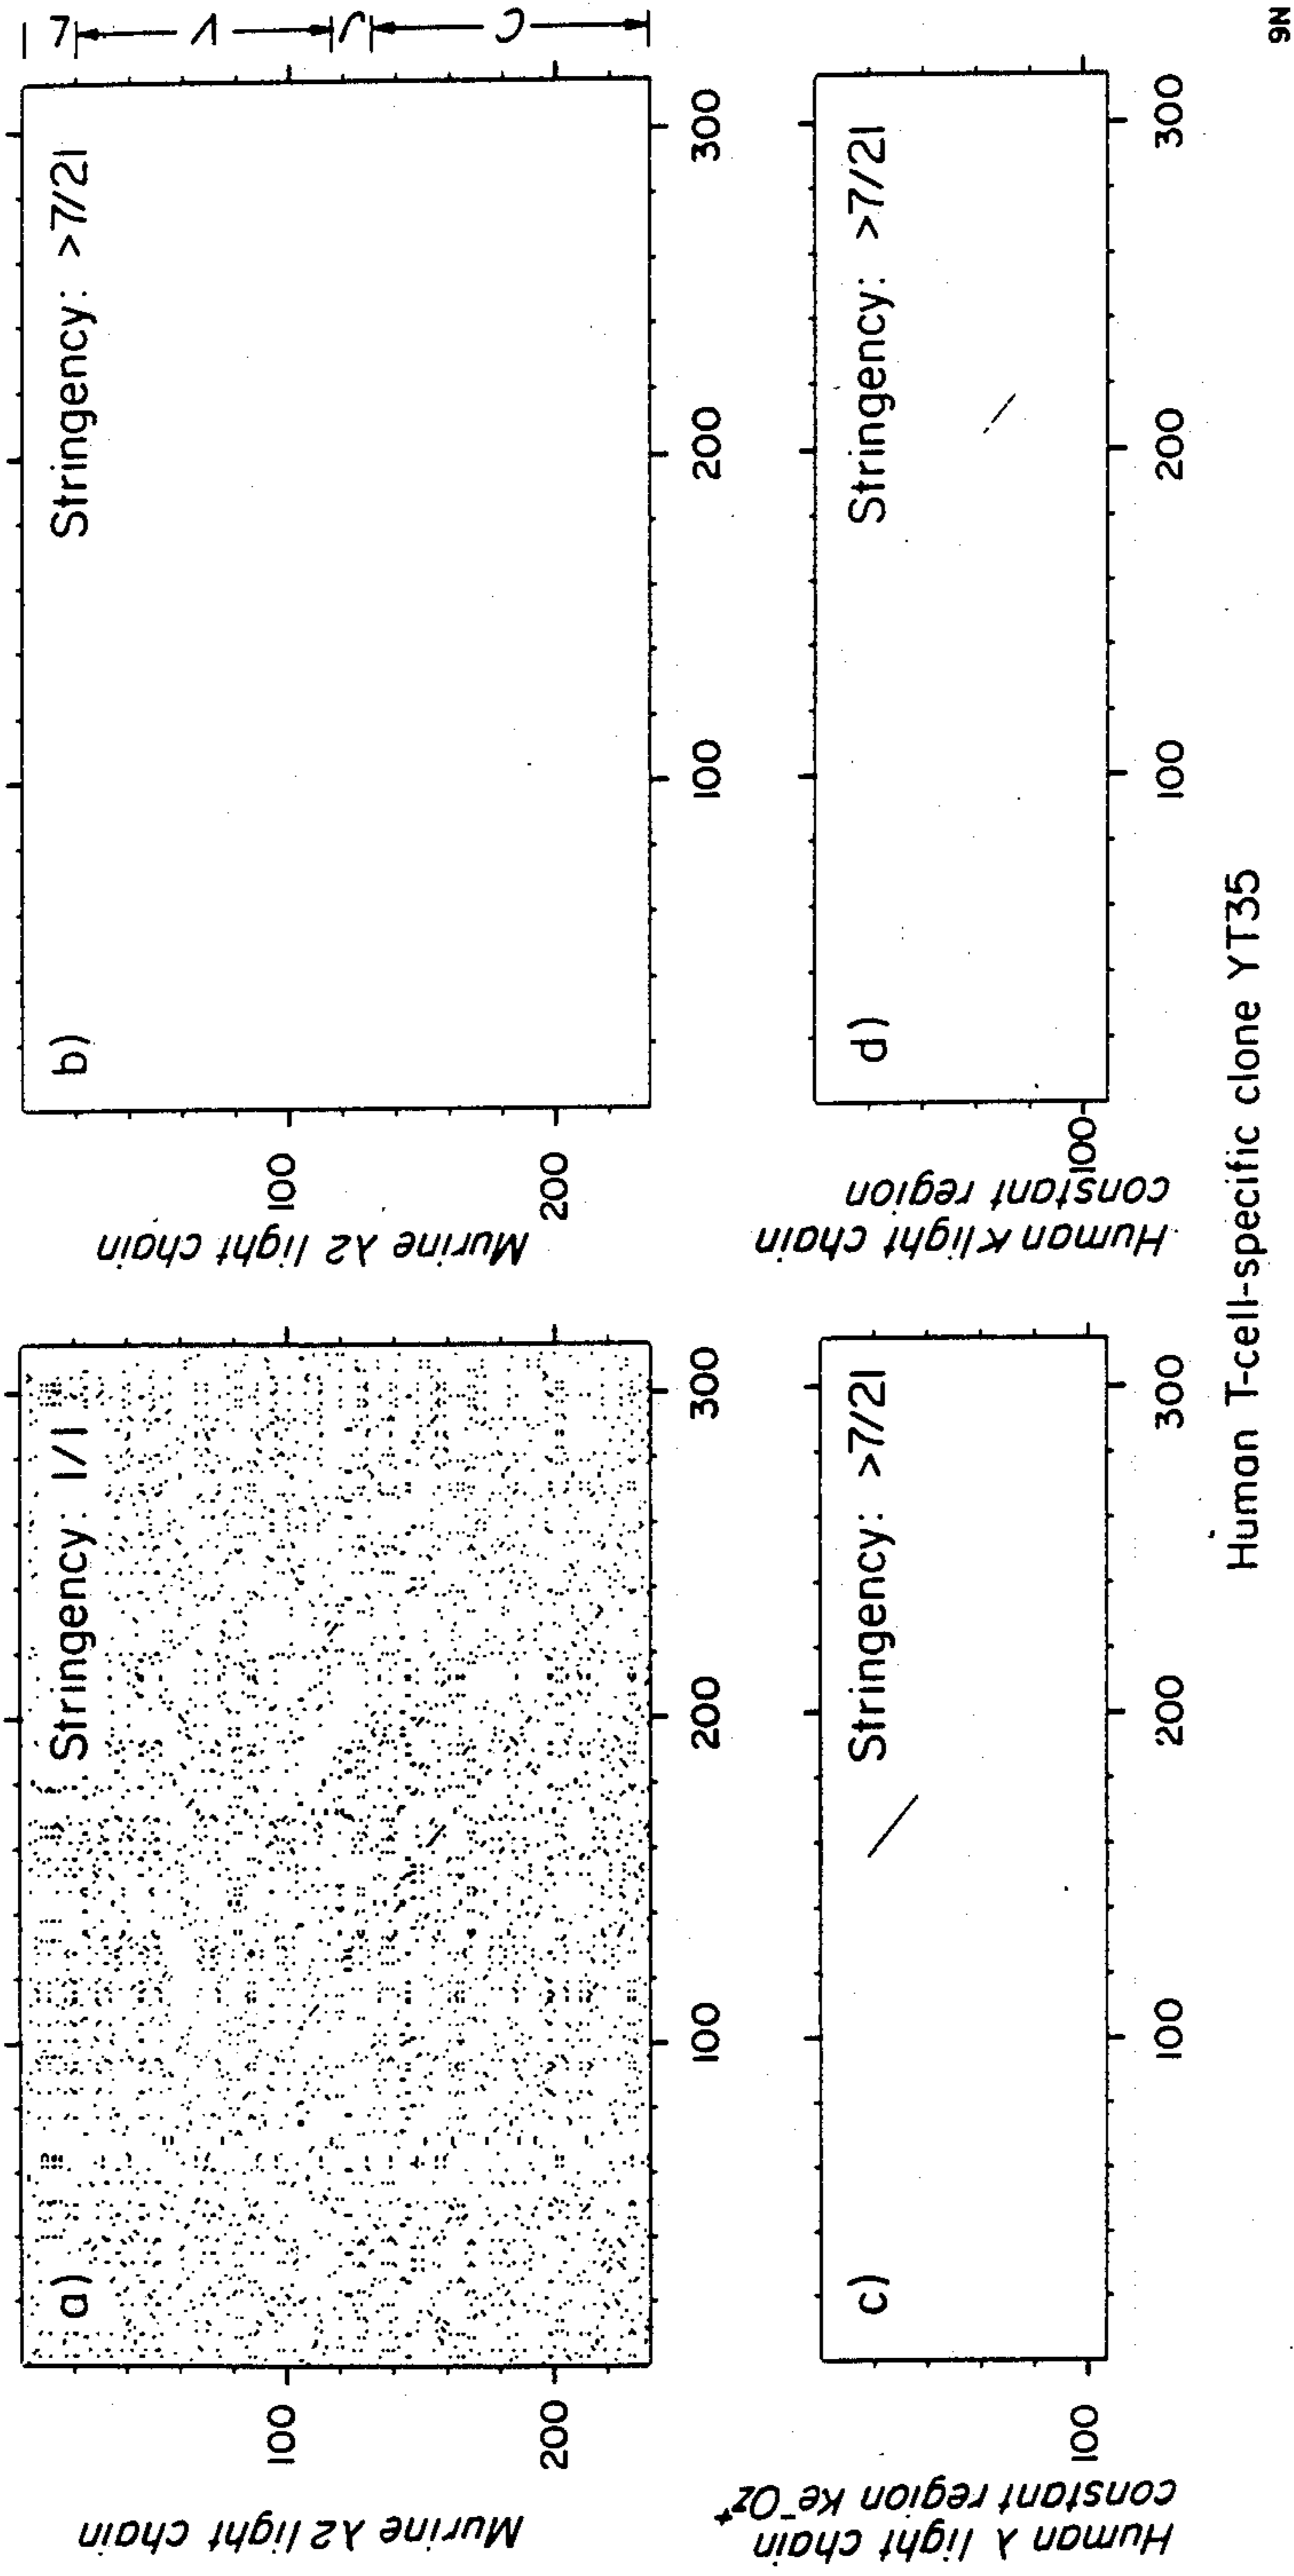 a)
Stringency: 1/1
100
200
100
200
300
Murine λ2 light chain
b)
Stringency: >7/21
100
200
100
200
300
Murine λ2 light chain
L
V
J
C
c)
Stringency: >7/21
100
100
200
300
Human λ light chain
constant region Ke⁻Oz⁺
d)
Stringency: >7/21
100
100
200
300
Human K light chain
constant region
Human T-cell-specific clone YT35
9N